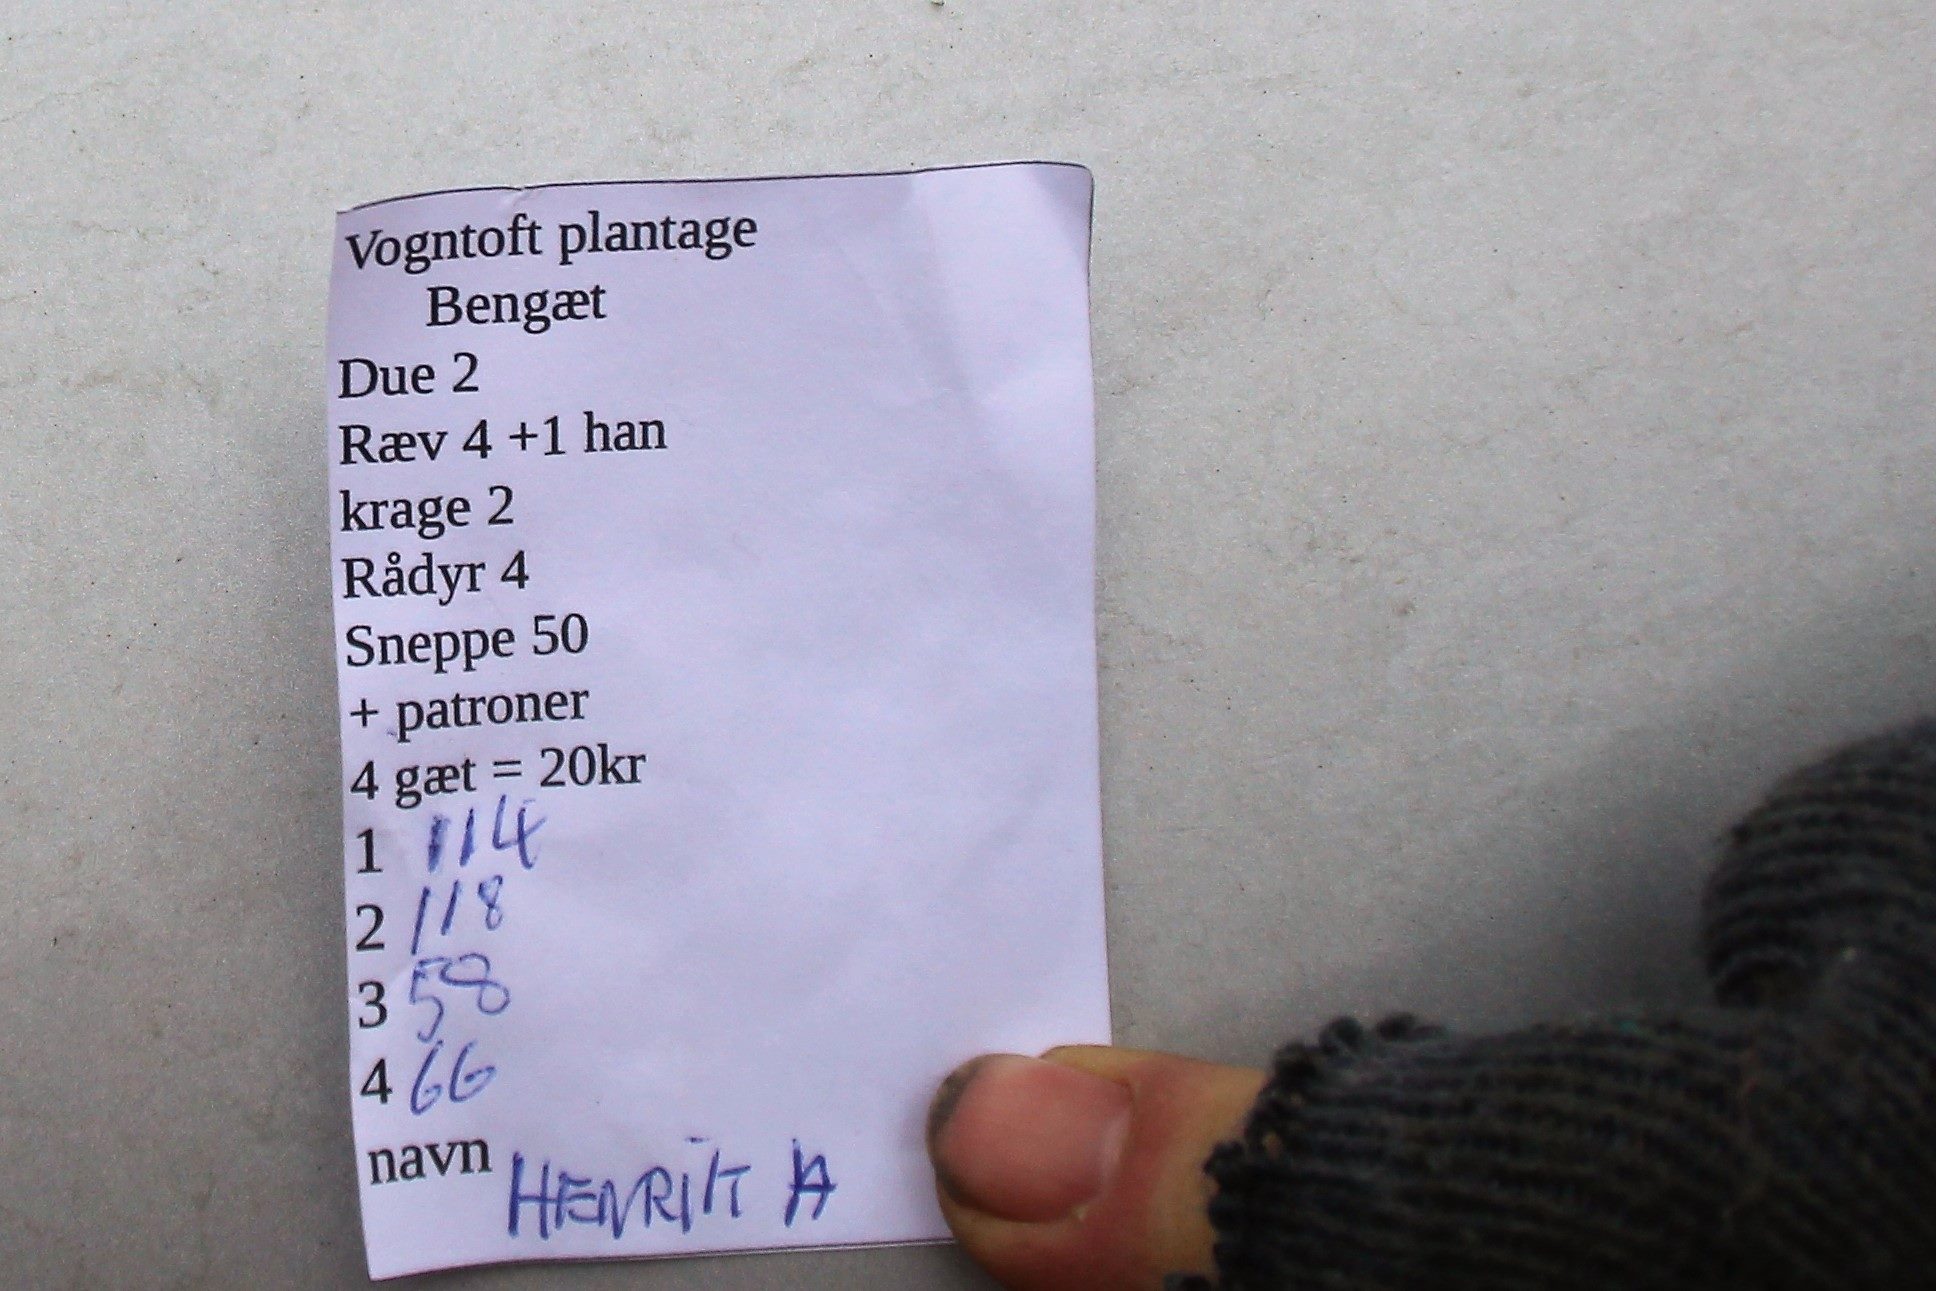 Vogntoft plantage
Bengæt
Due 2
Ræv 4 +1 han
krage 2
Rådyr 4
Sneppe 50
+ patroner
4 gæt = 20kr
1 114
2 118
3 58
4 66
navn HENRIK A